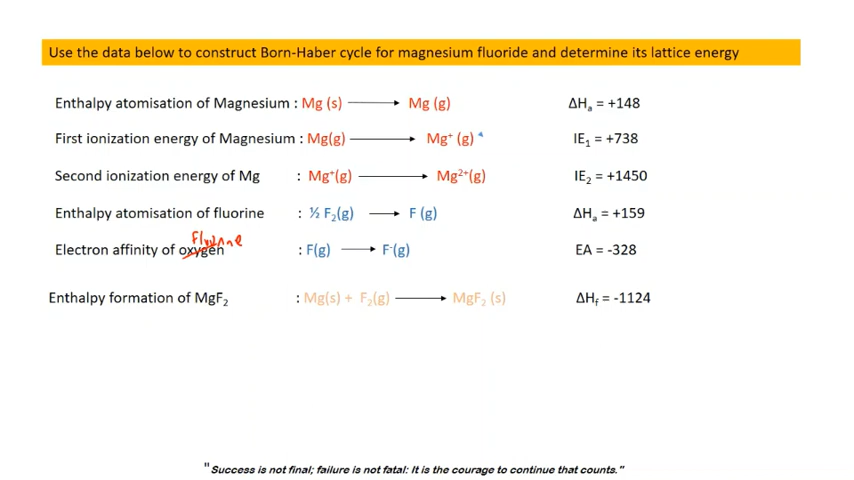 Use the data below to construct Born-Haber cycle for magnesium fluoride and determine its lattice energy
Enthalpy atomisation of Magnesium : Mg (s) ⟶ Mg (g) ΔHₐ = +148
First ionization energy of Magnesium : Mg(g) ⟶ Mg⁺ (g) IE₁ = +738
Second ionization energy of Mg : Mg⁺(g) ⟶ Mg²⁺(g) IE₂ = +1450
Enthalpy atomisation of fluorine : ½ F₂(g) ⟶ F (g) ΔHₐ = +159
Fluorine
Electron affinity of oxygen : F(g) ⟶ F⁻(g) EA = -328
Enthalpy formation of MgF₂ : Mg(s) + F₂(g) ⟶ MgF₂ (s) ΔH_f = -1124
"Success is not final; failure is not fatal: It is the courage to continue that counts."